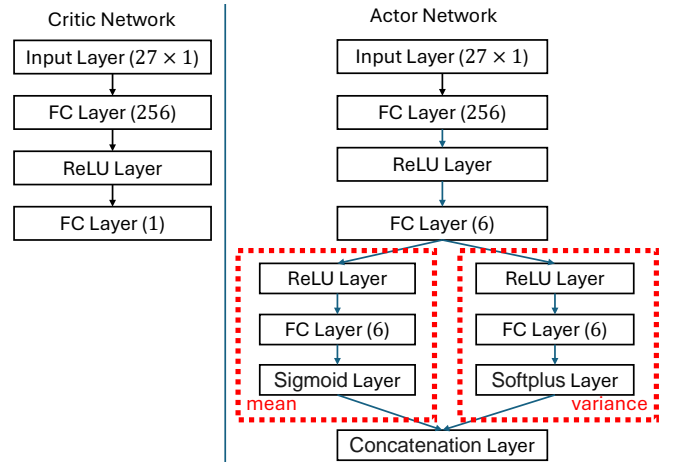 Critic Network
Input Layer (27 × 1)
FC Layer (256)
ReLU Layer
FC Layer (1)
Actor Network
Input Layer (27 × 1)
FC Layer (256)
ReLU Layer
FC Layer (6)
ReLU Layer
FC Layer (6)
Sigmoid Layer
mean
ReLU Layer
FC Layer (6)
Softplus Layer
variance
Concatenation Layer